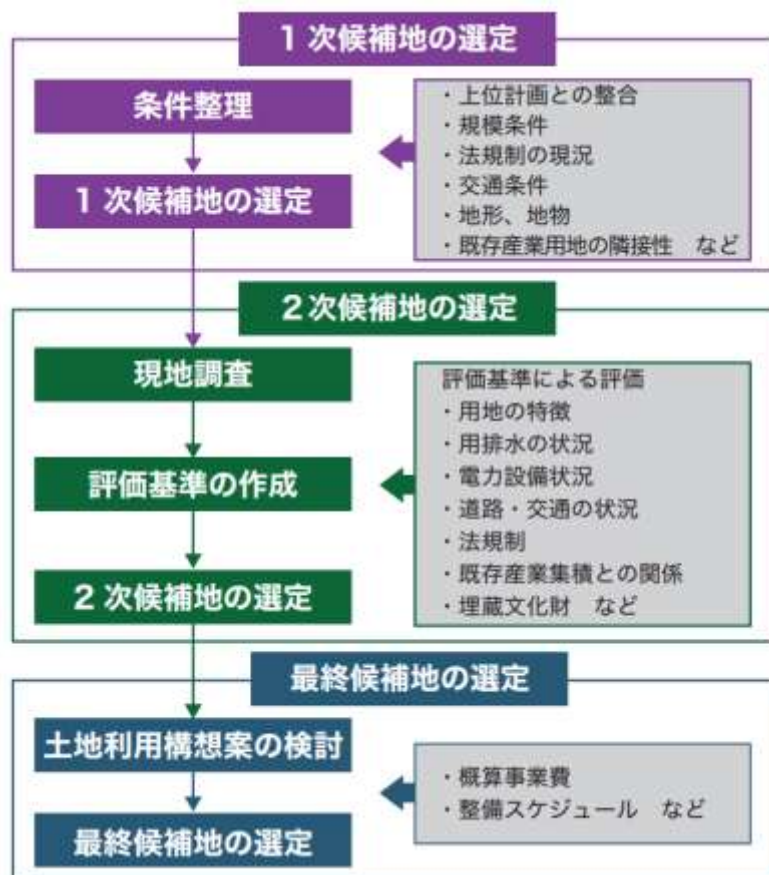 1次候補地の選定
条件整理
1次候補地の選定
・上位計画との整合
・規模条件
・法規制の現況
・交通条件
・地形、地物
・既存産業用地の隣接性　など
2次候補地の選定
現地調査
評価基準の作成
2次候補地の選定
評価基準による評価
・用地の特徴
・用排水の状況
・電力設備状況
・道路・交通の状況
・法規制
・既存産業集積との関係
・埋蔵文化財　など
最終候補地の選定
土地利用構想案の検討
最終候補地の選定
・概算事業費
・整備スケジュール　など